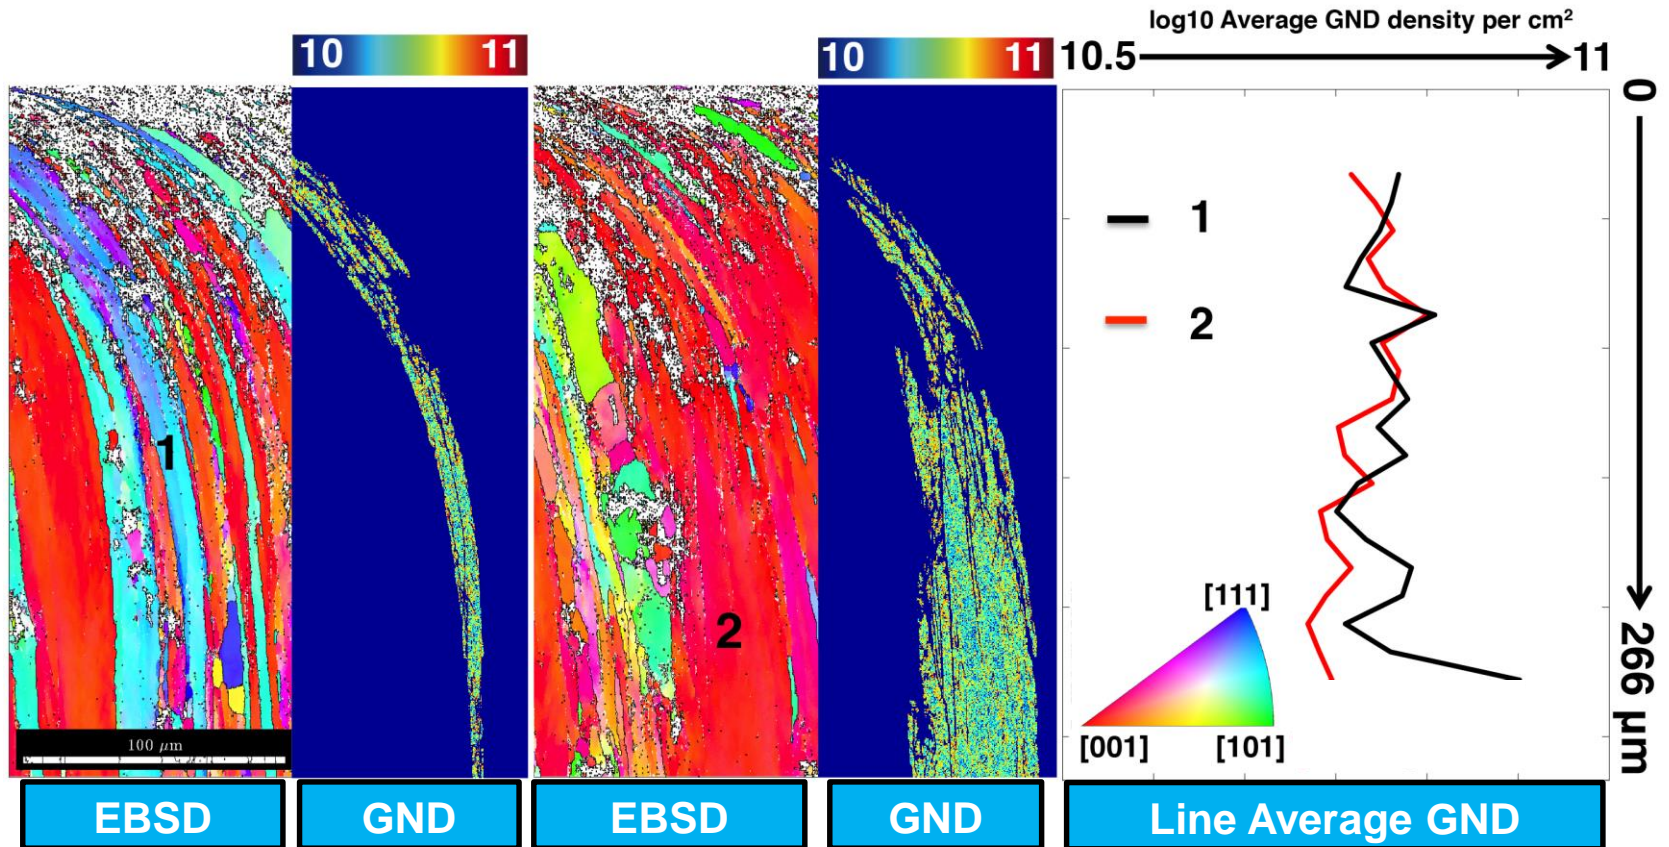 log10 Average GND density per cm²
10 11
10 11
10.5 11
0
1
2
1
2
266 µm
[111]
[001] [101]
100 µm
EBSD
GND
EBSD
GND
Line Average GND